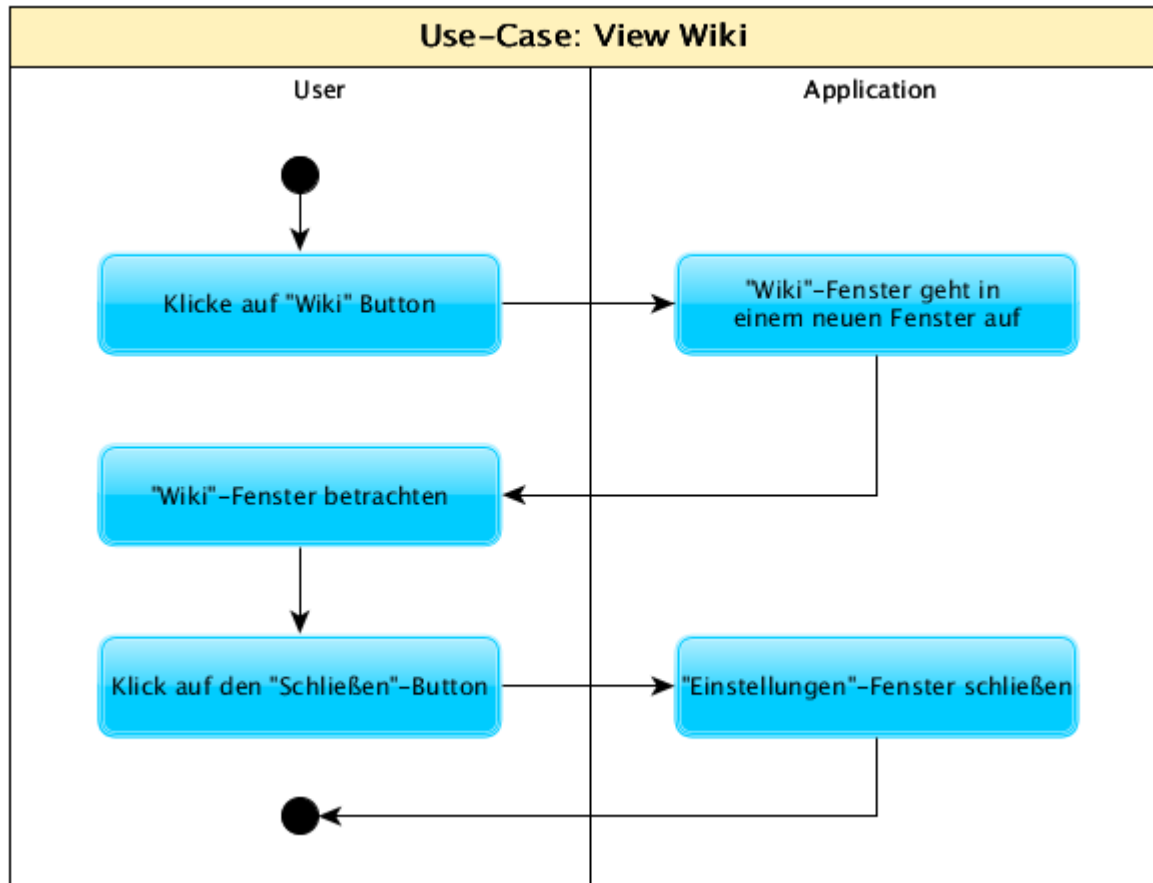 Use-Case: View Wiki
User
Application
Klicke auf "Wiki" Button
"Wiki"-Fenster geht in
einem neuen Fenster auf
"Wiki"-Fenster betrachten
Klick auf den "Schließen"-Button
"Einstellungen"-Fenster schließen